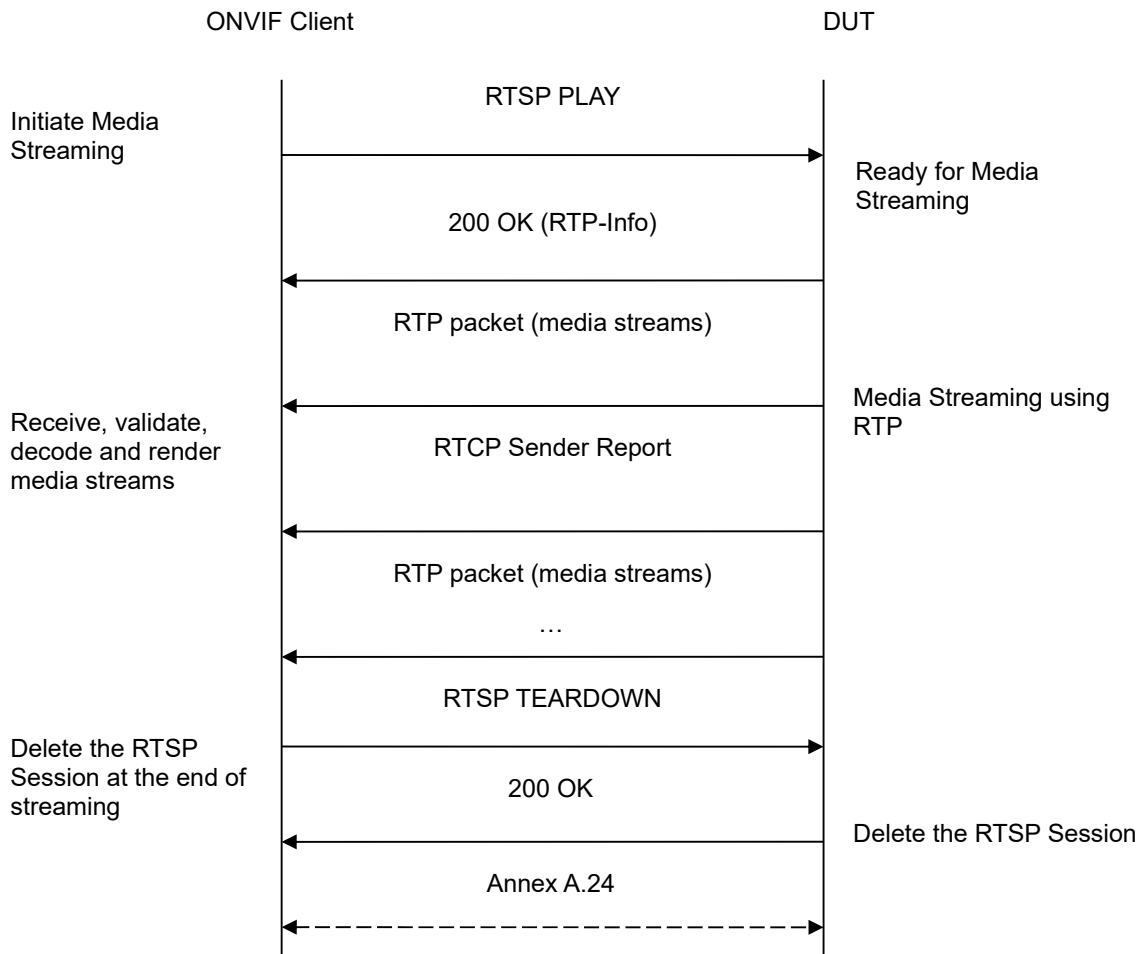 ONVIF Client
DUT
RTSP PLAY
Initiate Media
Streaming
Ready for Media
Streaming
200 OK (RTP-Info)
RTP packet (media streams)
Media Streaming using
RTP
Receive, validate,
decode and render
media streams
RTCP Sender Report
RTP packet (media streams)
…
RTSP TEARDOWN
Delete the RTSP
Session at the end of
streaming
200 OK
Delete the RTSP Session
Annex A.24